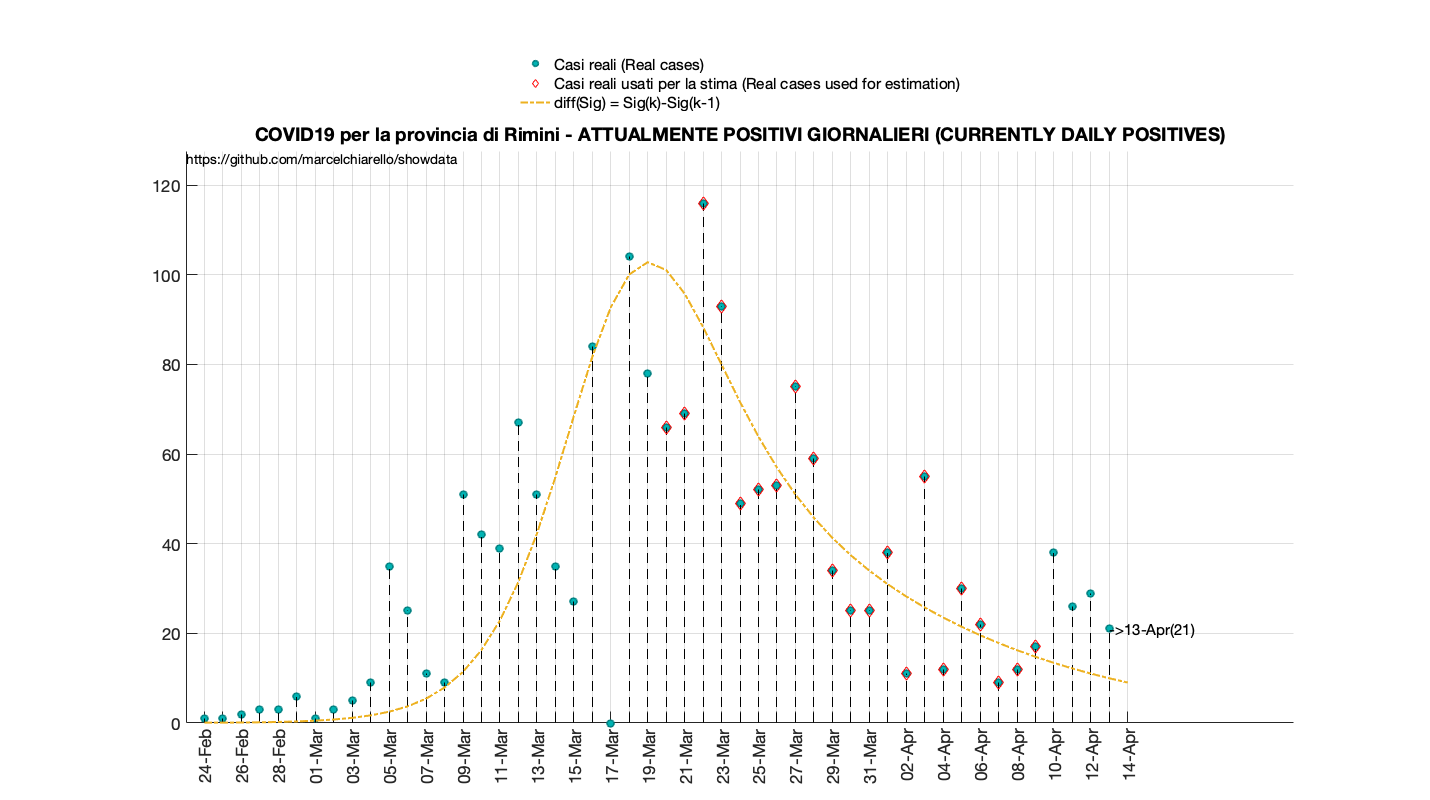 Casi reali (Real cases)
Casi reali usati per la stima (Real cases used for estimation)
diff(Sig) = Sig(k)-Sig(k-1)
COVID19 per la provincia di Rimini - ATTUALMENTE POSITIVI GIORNALIERI (CURRENTLY DAILY POSITIVES)
https://github.com/marcelchiarello/showdata
120
100
80
60
40
20
0
->13-Apr(21)
24-Feb
26-Feb
28-Feb
01-Mar
03-Mar
05-Mar
07-Mar
09-Mar
11-Mar
13-Mar
15-Mar
17-Mar
19-Mar
21-Mar
23-Mar
25-Mar
27-Mar
29-Mar
31-Mar
02-Apr
04-Apr
06-Apr
08-Apr
10-Apr
12-Apr
14-Apr